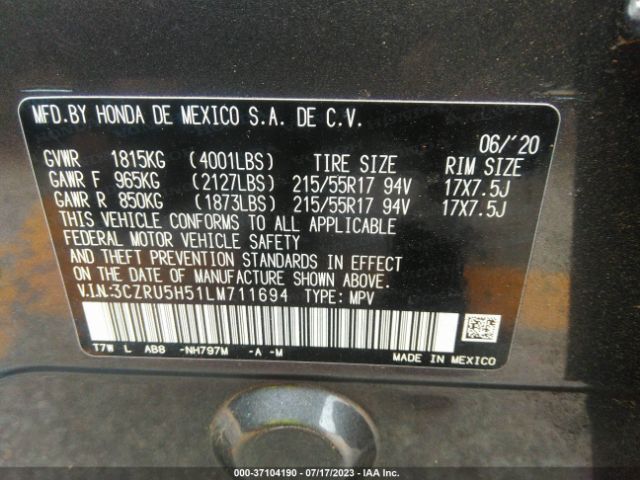 MFD.BY HONDA DE MEXICO S.A. DE C.V.
06/'20
GVWR 1815KG (4001LBS) TIRE SIZE RIM SIZE
GAWR F 965KG (2127LBS) 215/55R17 94V 17X7.5J
GAWR R 850KG (1873LBS) 215/55R17 94V 17X7.5J
THIS VEHICLE CONFORMS TO ALL APPLICABLE
FEDERAL MOTOR VEHICLE SAFETY
AND THEFT PREVENTION STANDARDS IN EFFECT
ON THE DATE OF MANUFACTURE SHOWN ABOVE.
V.I.N:3CZRU5H51LM711694 TYPE: MPV
T7W L AB8 -NH797M -A -M
MADE IN MEXICO
000-37104190 - 07/17/2023 - IAA Inc.